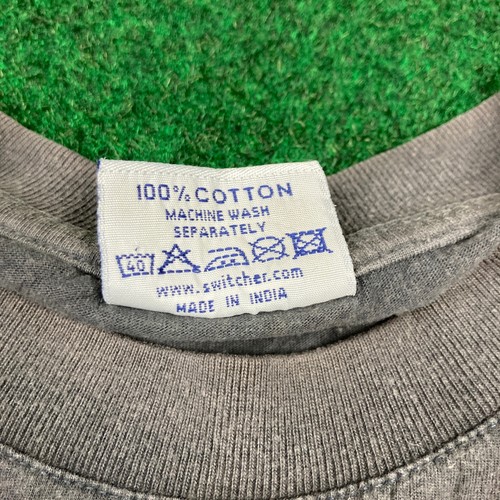 100% COTTON
MACHINE WASH
SEPARATELY
40
www.switcher.com
MADE IN INDIA